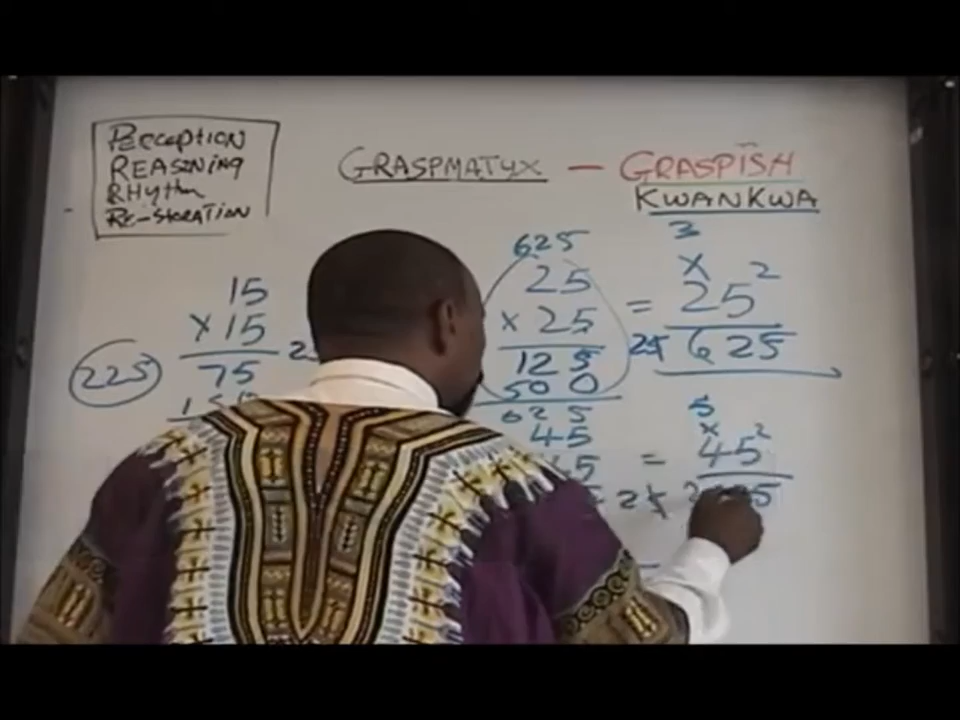 PERCEPTION
REASINING
RHythm
RE-STORATION
GRASPMATYX — GRASPISH
KWANKWA
15
X 15
75
225
625
25
X 25
125
500
625
3
X
= 25²
625
45
5
X
= 45²